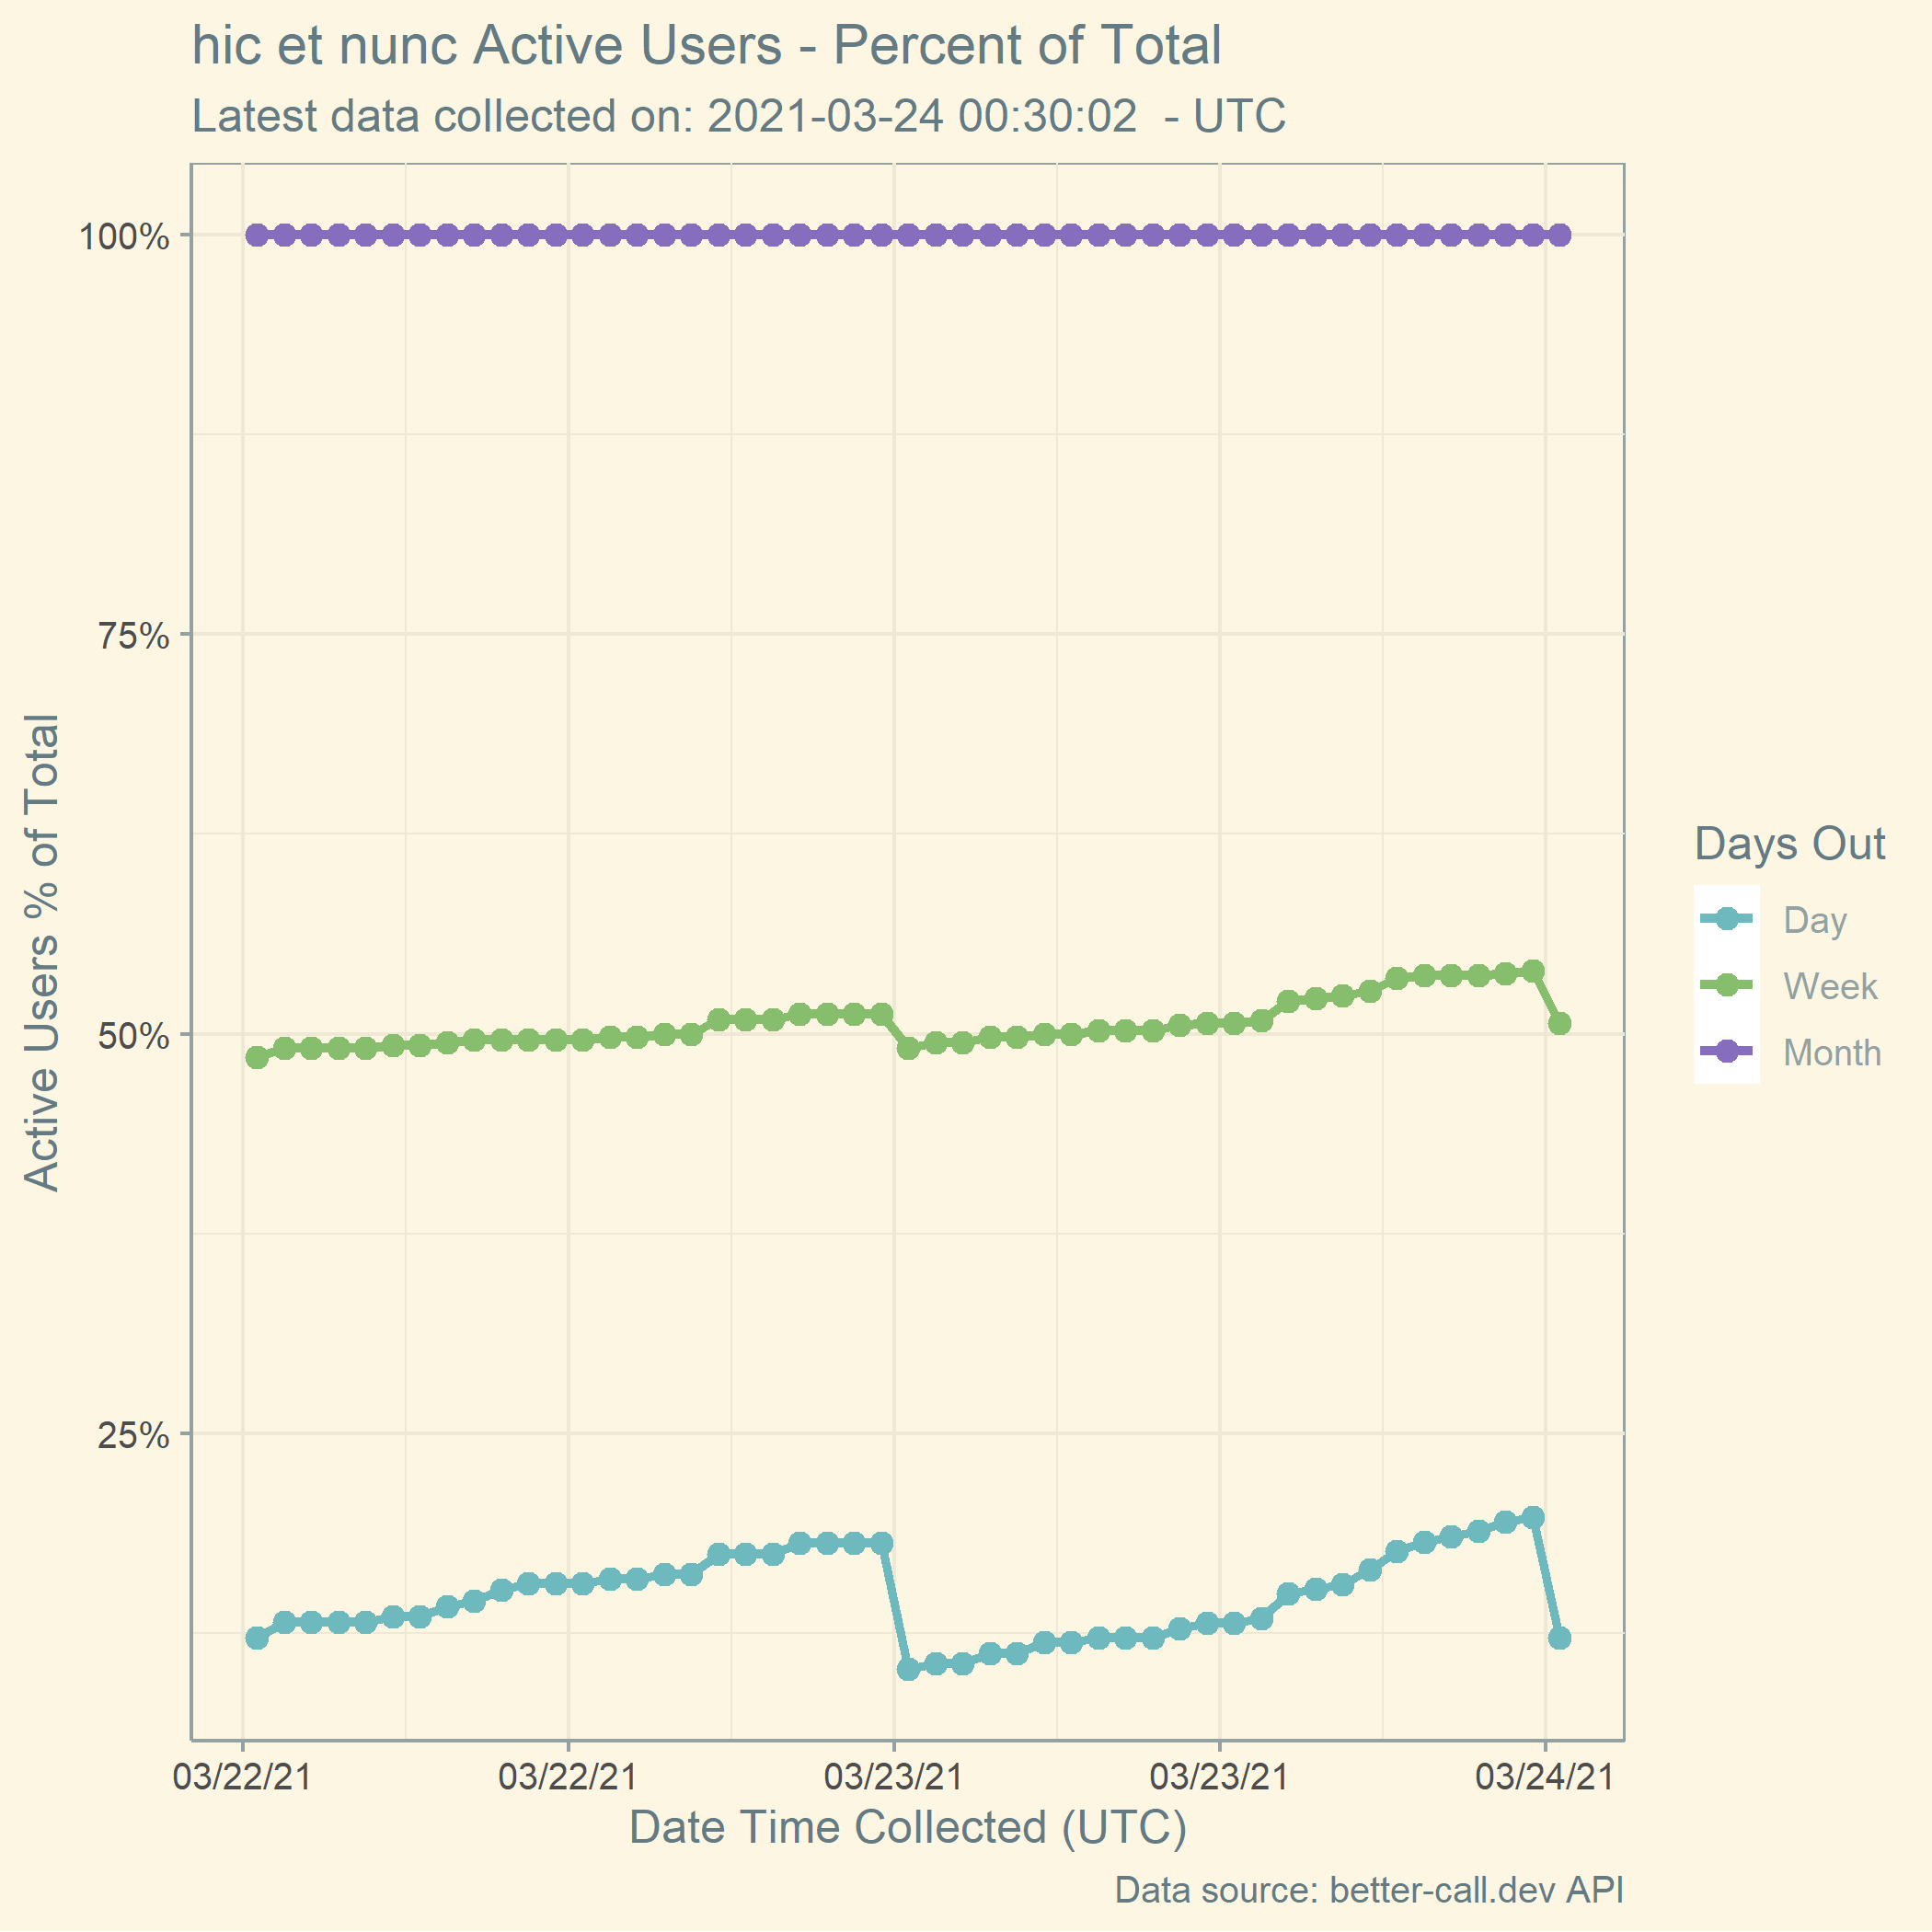 hic et nunc Active Users - Percent of Total
Latest data collected on: 2021-03-24 00:30:02  - UTC
Active Users % of Total
100%
75%
50%
25%
03/22/21
03/22/21
03/23/21
03/23/21
03/24/21
Date Time Collected (UTC)
Days Out
Day
Week
Month
Data source: better-call.dev API